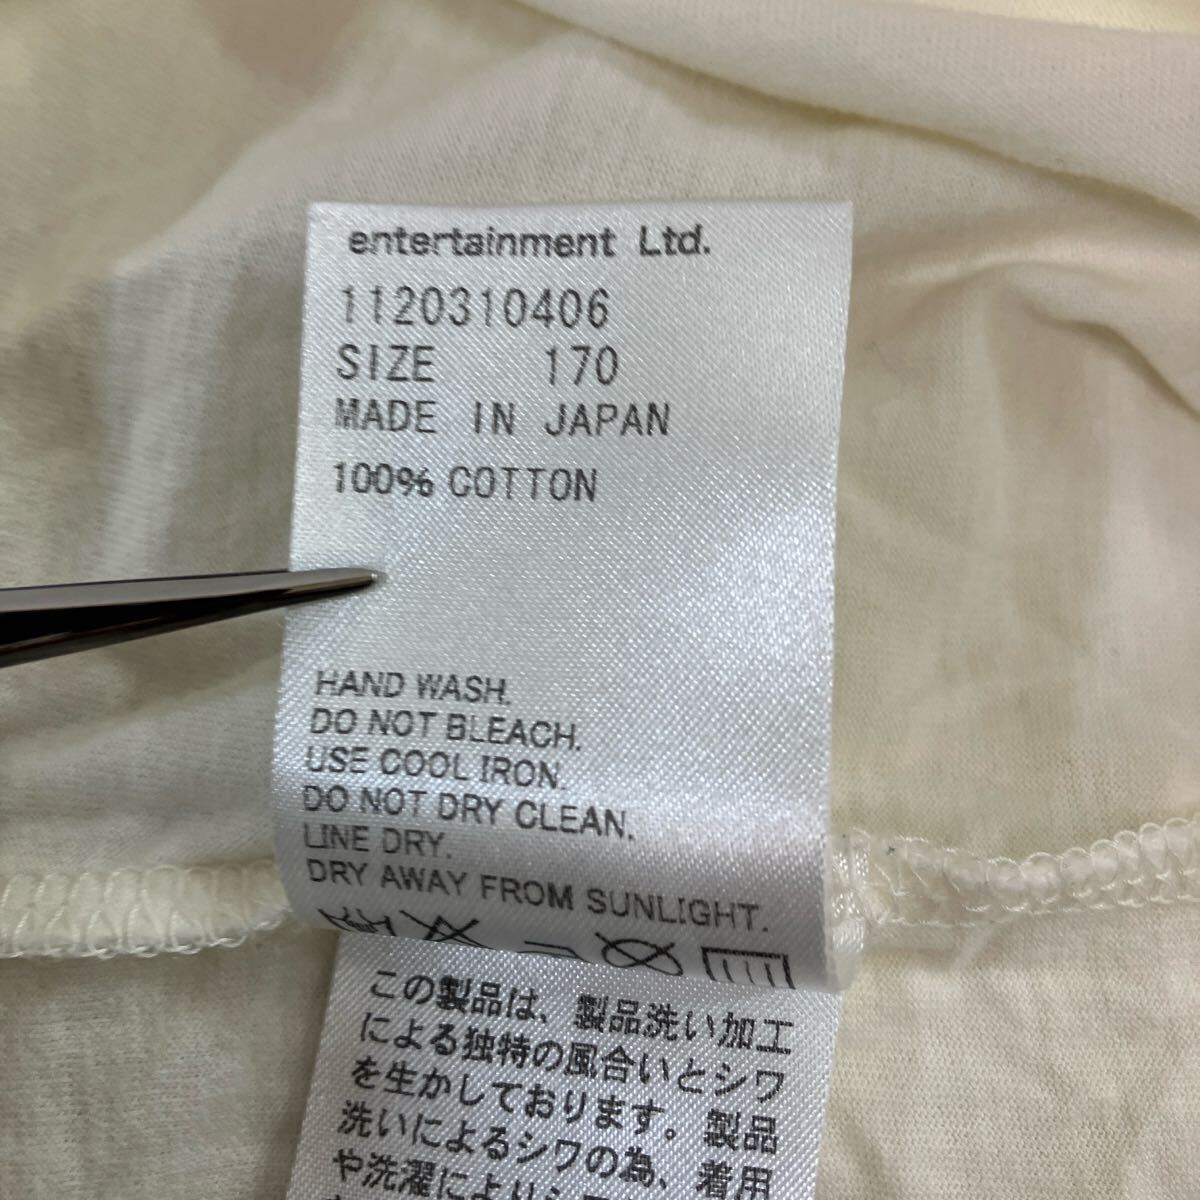 entertainment Ltd.
1120310406
SIZE 170
MADE IN JAPAN
100% COTTON
HAND WASH.
DO NOT BLEACH.
USE COOL IRON.
DO NOT DRY CLEAN.
LINE DRY.
DRY AWAY FROM SUNLIGHT.
この製品は、製品洗い加工
による独特の風合いとシワ
を生かしております。製品
洗いによるシワの為、着用
や洗濯によりシワ